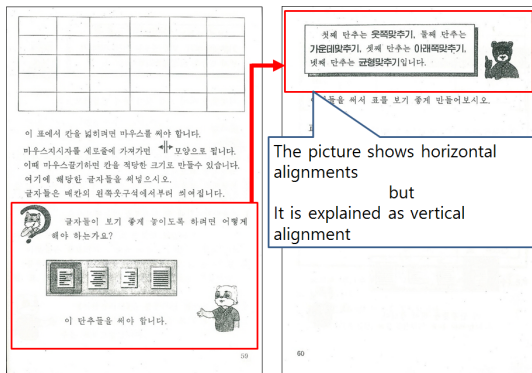 이 표에서 칸을 넓히려면 마우스를 써야 합니다.
마우스지시자를 세로줄에 가져가면 모양으로 됩니다.
이때 마우스끌기하면 칸을 적당한 크기로 만들수 있습니다.
여기에 해당한 글자들을 써넣으시오.
글자들은 매칸의 왼쪽웃구석에서부터 씌여집니다.
글자들이 보기 좋게 놓이도록 하려면 어떻게
해야 하는가요?
이 단추들을 써야 합니다.
59
첫째 단추는 웃쪽맞추기, 둘째 단추는
가운데맞추기, 셋째 단추는 아래쪽맞추기,
넷째 단추는 균형맞추기입니다.
들을 써서 표를 보기 좋게 만들어보시오.
The picture shows horizontal
alignments
but
It is explained as vertical
alignment
60